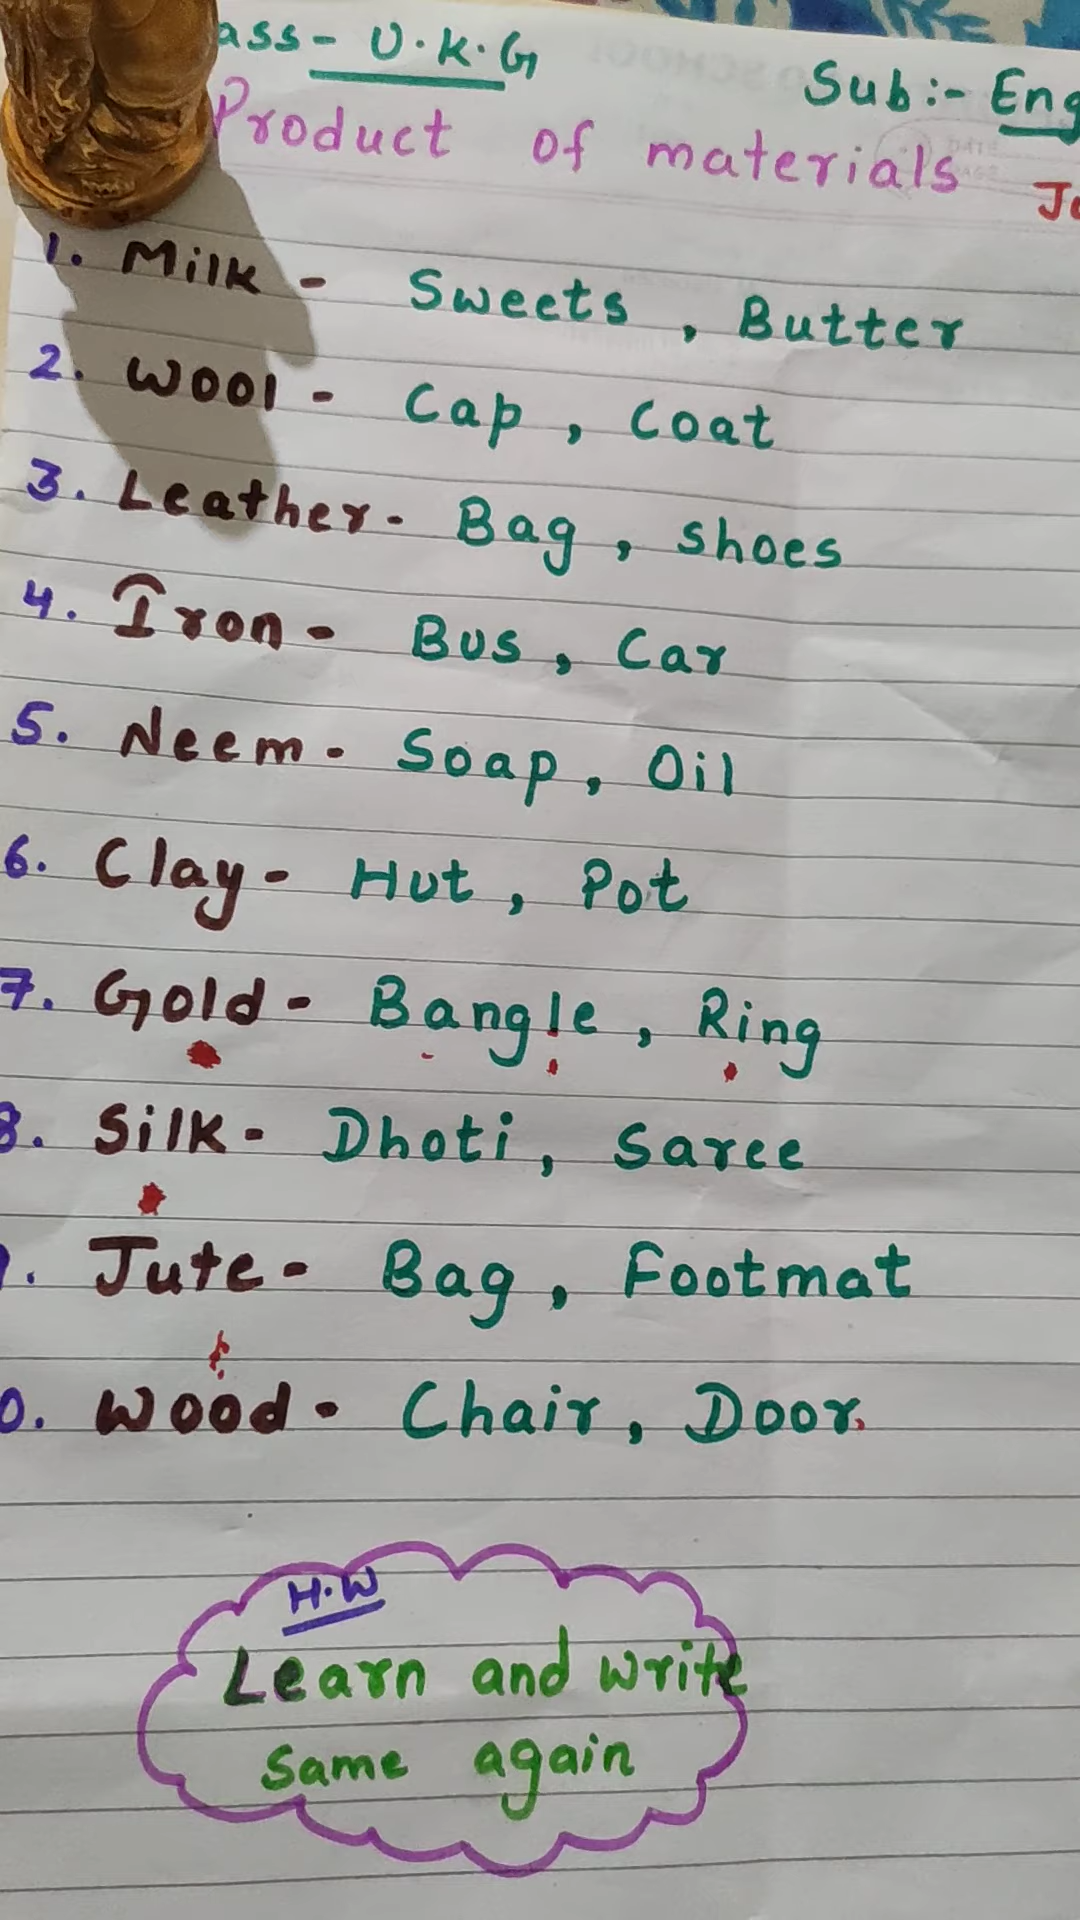 ass - U.K.G
Sub:- Eng
Product of materials
1. Milk - Sweets, Butter
2. Wool - Cap, Coat
3. Leather - Bag, shoes
4. Iron - Bus, Car
5. Neem - Soap, Oil
6. Clay - Hut, Pot
7. Gold - Bangle, Ring
8. Silk - Dhoti, Saree
. Jute - Bag, Footmat
0. Wood - Chair, Door.
H.W
Learn and write
same again